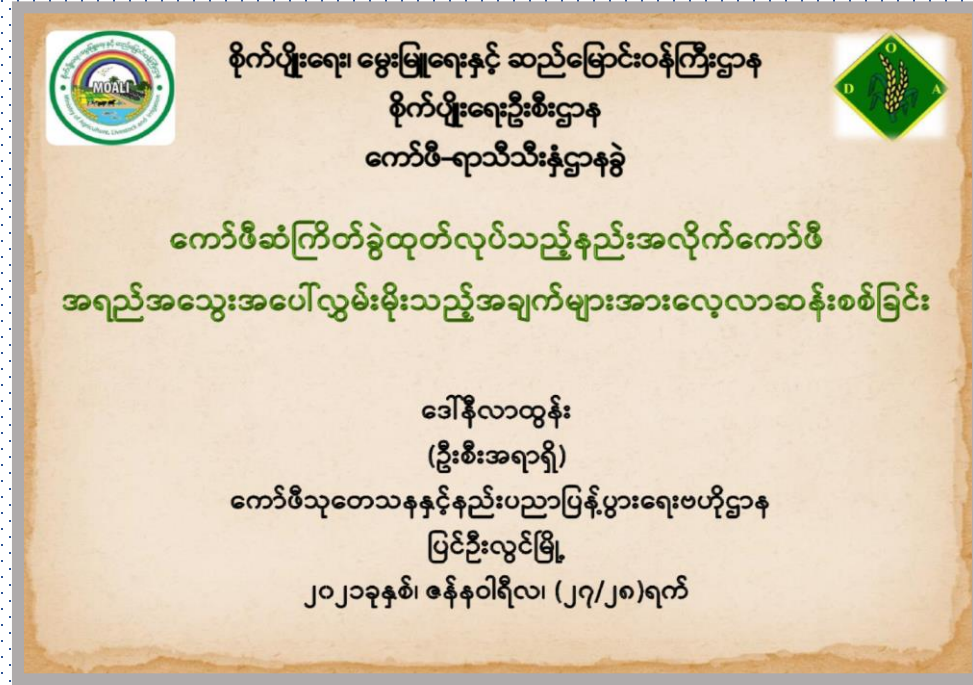 စိုက်ပျိုးရေး၊ မွေးမြူရေးနှင့် ဆည်မြောင်းဝန်ကြီးဌာန
စိုက်ပျိုးရေးဦးစီးဌာန
ကော်ဖီ-ရာသီသီးနှံဌာနခွဲ
MOALI
D O A
ကော်ဖီဆံကြိတ်ခွဲထုတ်လုပ်သည့်နည်းအလိုက်ကော်ဖီ
အရည်အသွေးအပေါ်လွှမ်းမိုးသည့်အချက်များအားလေ့လာဆန်းစစ်ခြင်း
ဒေါ်နီလာထွန်း
(ဦးစီးအရာရှိ)
ကော်ဖီသုတေသနနှင့်နည်းပညာပြန့်ပွားရေးဗဟိုဌာန
ပြင်ဦးလွင်မြို့
၂၀၂၁ခုနှစ်၊ ဇန်နဝါရီလ၊ (၂၇/၂၈)ရက်